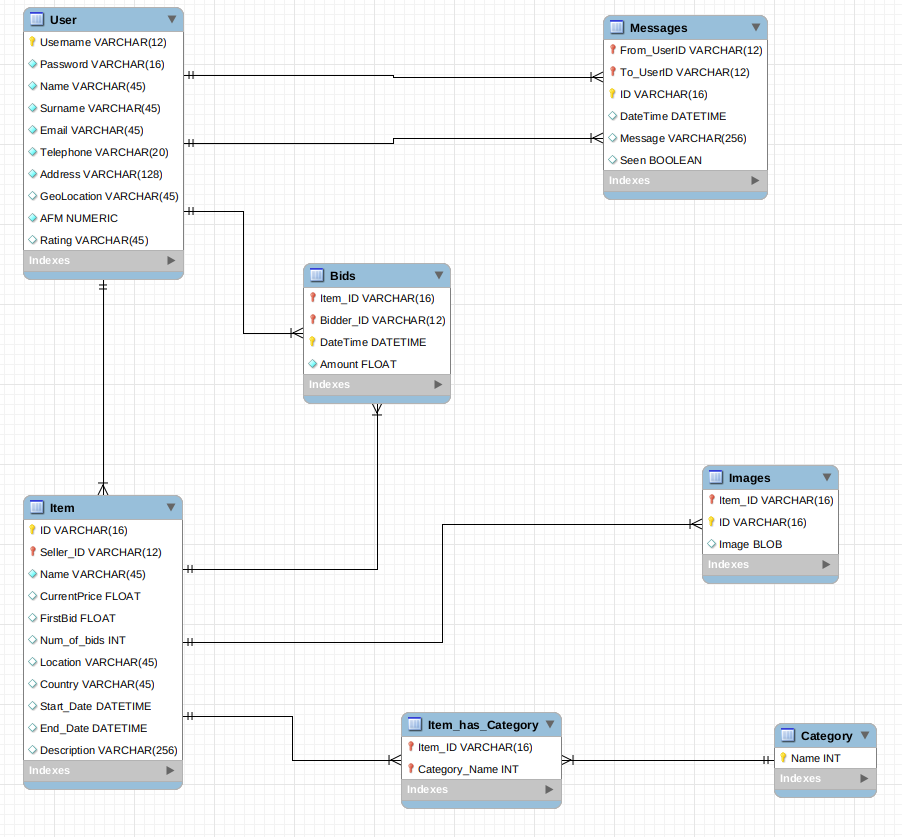 User
Username VARCHAR(12)
Password VARCHAR(16)
Name VARCHAR(45)
Surname VARCHAR(45)
Email VARCHAR(45)
Telephone VARCHAR(20)
Address VARCHAR(128)
GeoLocation VARCHAR(45)
AFM NUMERIC
Rating VARCHAR(45)
Indexes
Messages
From_UserID VARCHAR(12)
To_UserID VARCHAR(12)
ID VARCHAR(16)
DateTime DATETIME
Message VARCHAR(256)
Seen BOOLEAN
Indexes
Bids
Item_ID VARCHAR(16)
Bidder_ID VARCHAR(12)
DateTime DATETIME
Amount FLOAT
Indexes
Item
ID VARCHAR(16)
Seller_ID VARCHAR(12)
Name VARCHAR(45)
CurrentPrice FLOAT
FirstBid FLOAT
Num_of_bids INT
Location VARCHAR(45)
Country VARCHAR(45)
Start_Date DATETIME
End_Date DATETIME
Description VARCHAR(256)
Indexes
Images
Item_ID VARCHAR(16)
ID VARCHAR(16)
Image BLOB
Indexes
Item_has_Category
Item_ID VARCHAR(16)
Category_Name INT
Indexes
Category
Name INT
Indexes